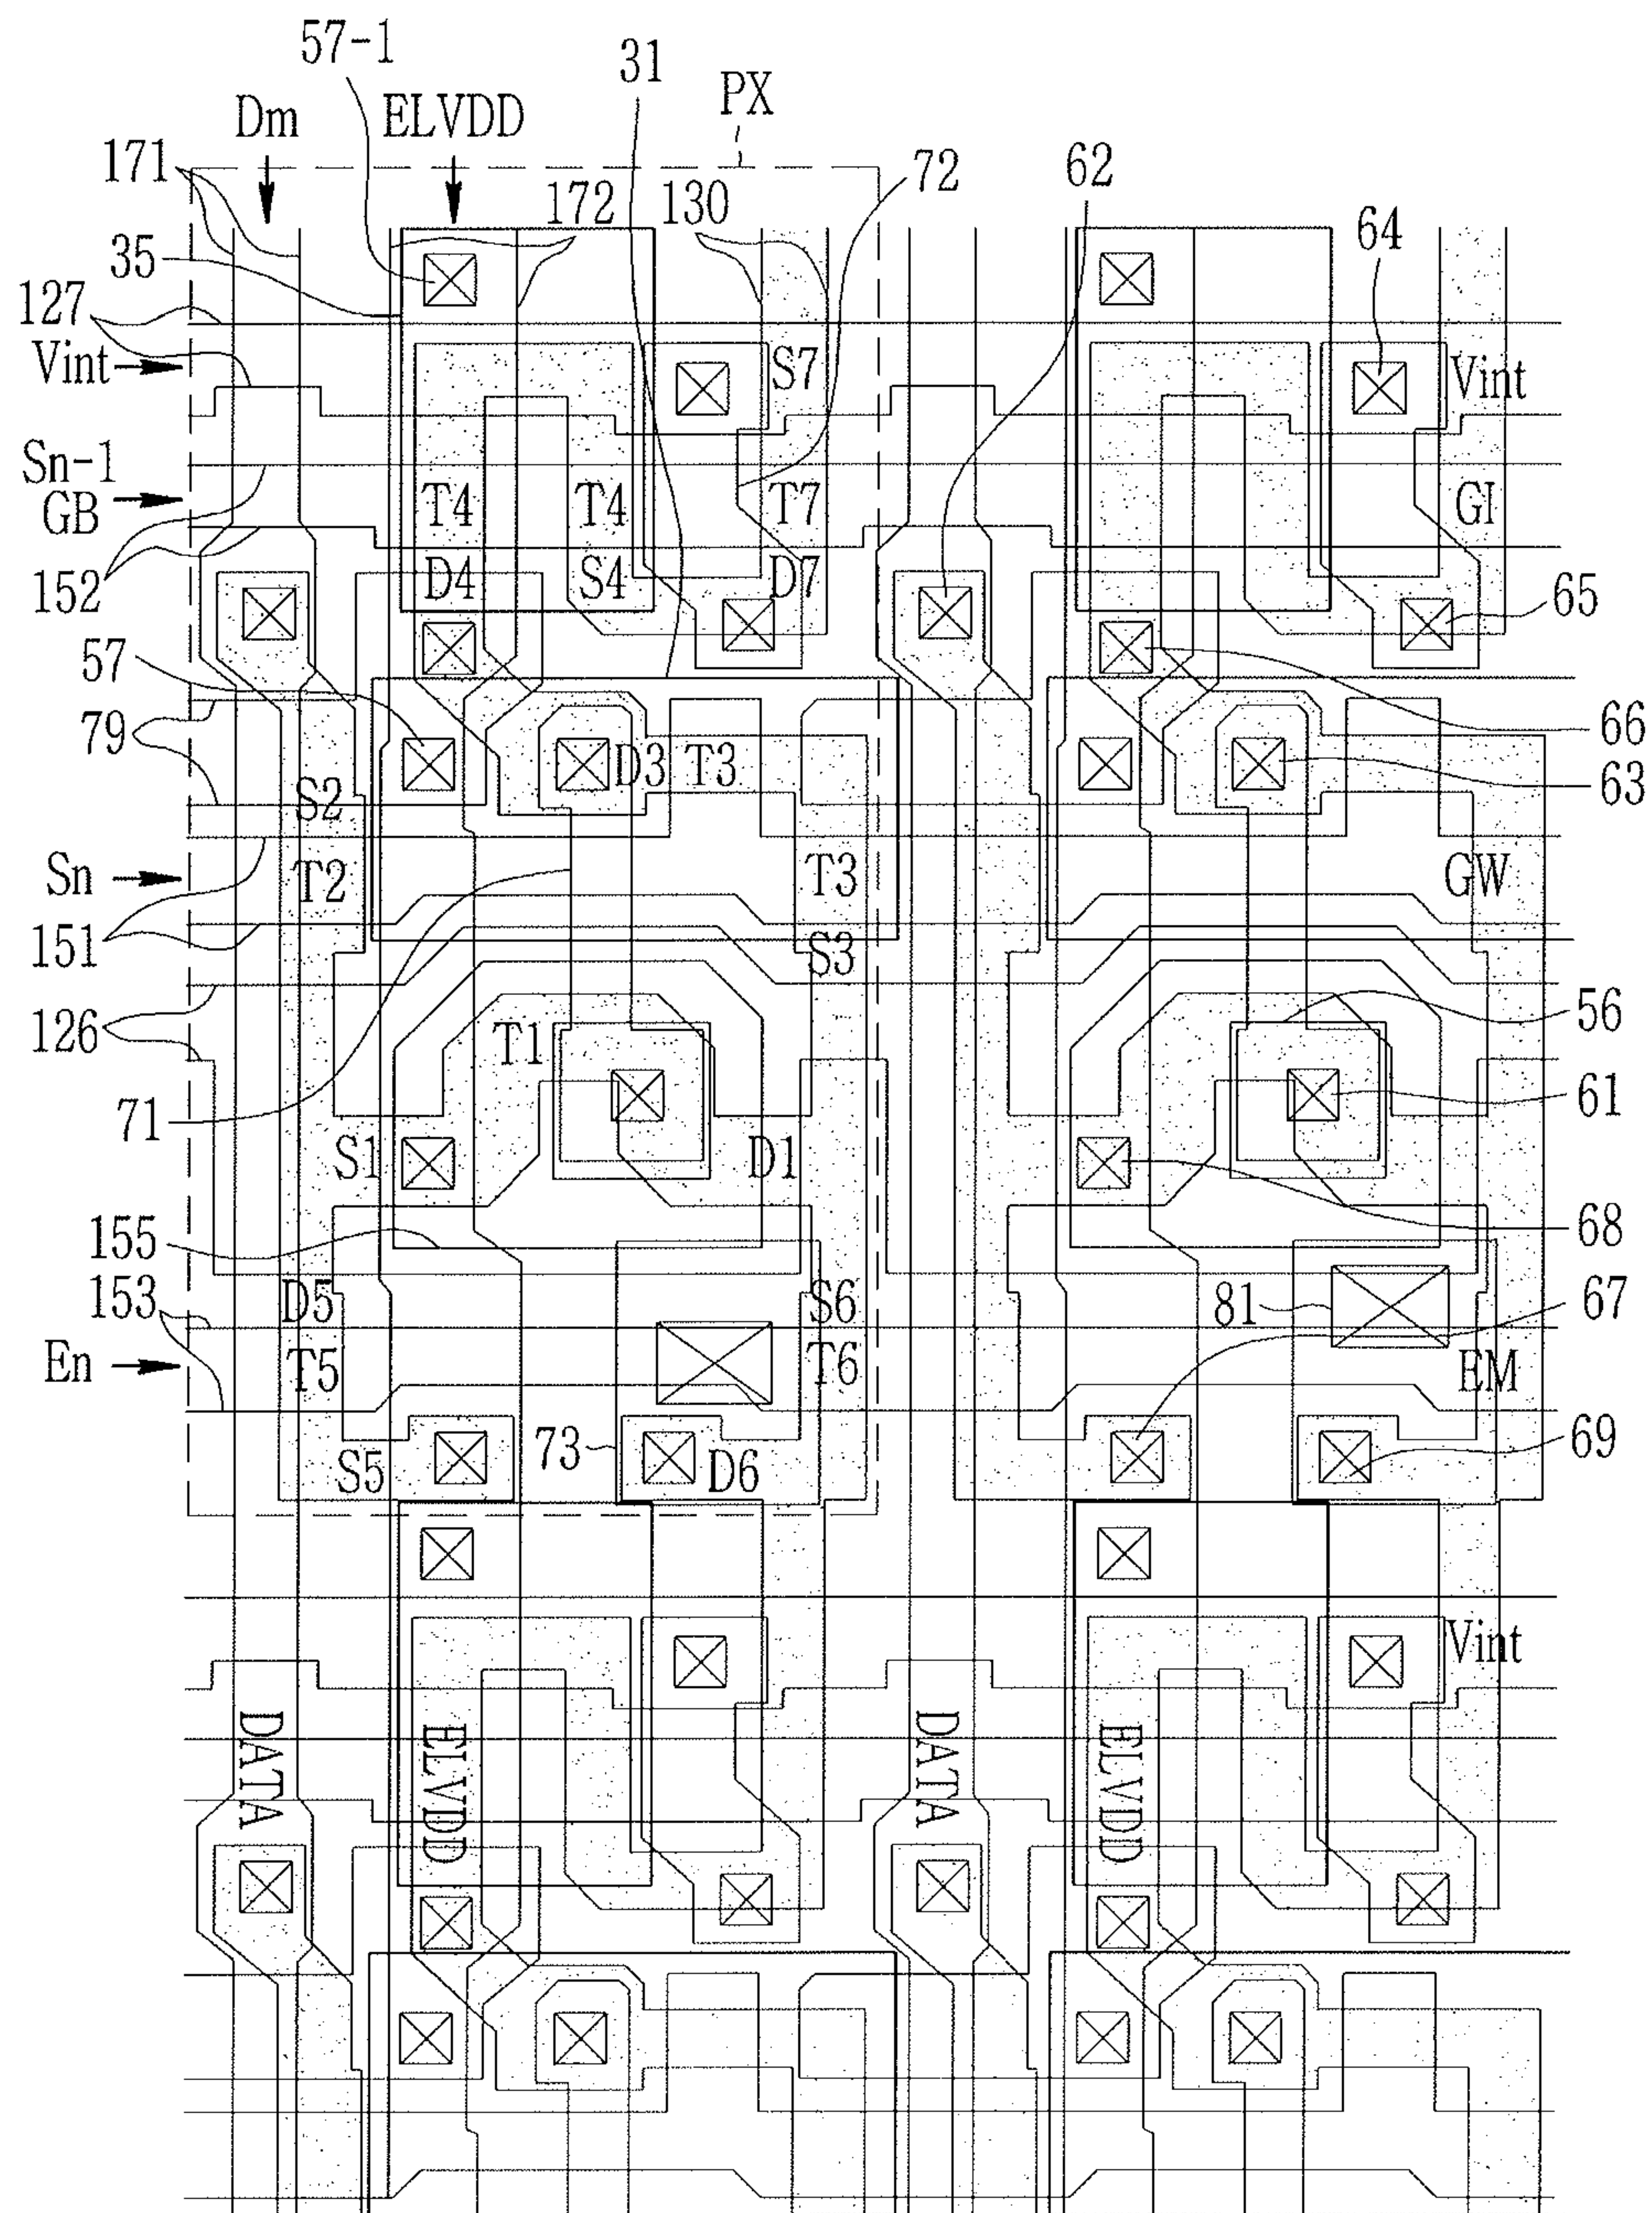 57-1
31
PX
Dm
ELVDD
171
172
130
72
62
64
35
127
Vint
S7
Vint
Sn-1
GB
T4
T4
T7
GI
152
D4
S4
D7
65
57
66
79
D3
T3
63
S2
Sn
T2
T3
GW
151
S3
126
T1
56
71
61
S1
D1
155
68
153
D5
S6
81
67
En
T5
T6
EM
S5
73
D6
69
Vint
DATA
ELVDD
DATA
ELVDD